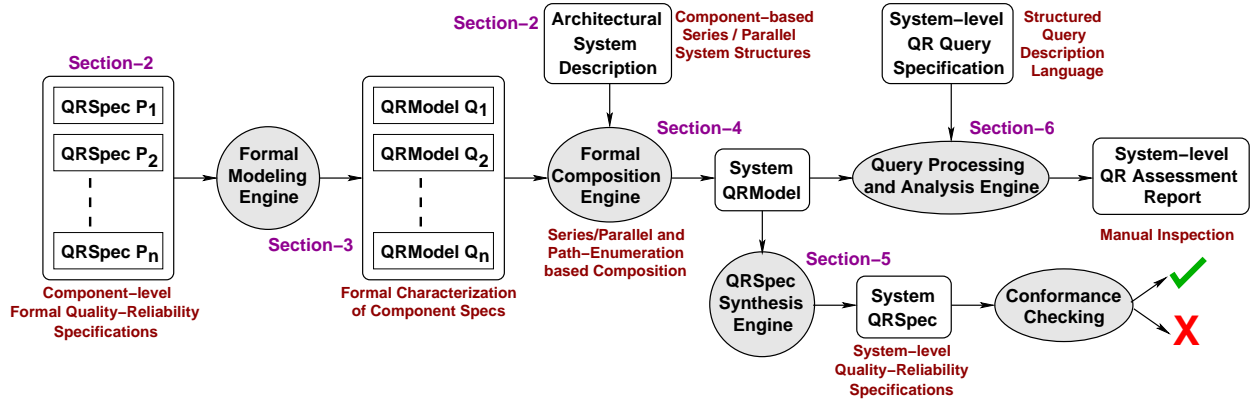 Section–2
QRSpec P1
QRSpec P2
QRSpec Pn
Component–level
Formal Quality–Reliability
Specifications
Formal
Modeling
Engine
Section–3
QRModel Q1
QRModel Q2
QRModel Qn
Formal Characterization
of Component Specs
Section–2
Architectural
System
Description
Component–based
Series / Parallel
System Structures
Formal
Composition
Engine
Section–4
Series/Parallel and
Path–Enumeration
based Composition
System
QRModel
System–level
QR Query
Specification
Structured
Query
Description
Language
Section–6
Query Processing
and Analysis Engine
System–level
QR Assessment
Report
Manual Inspection
QRSpec
Synthesis
Engine
Section–5
System
QRSpec
System–level
Quality–Reliability
Specifications
Conformance
Checking
X